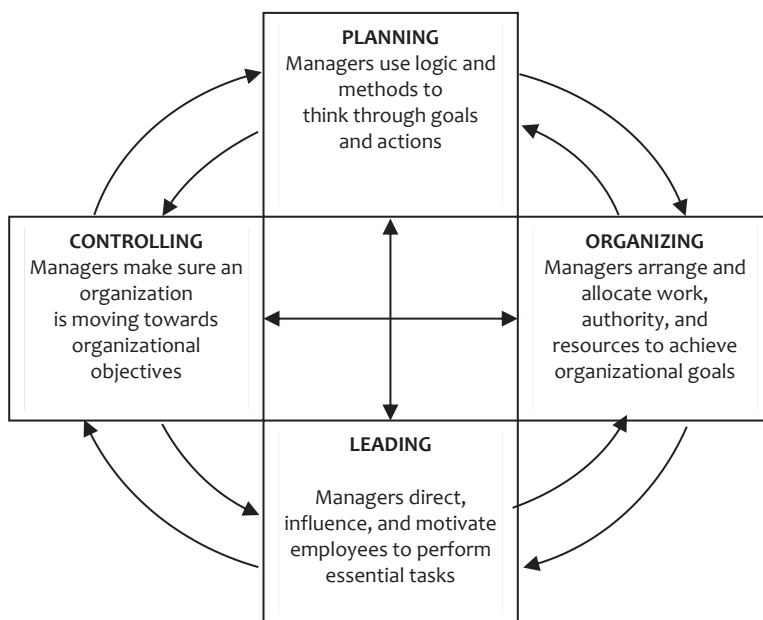 PLANNING
Managers use logic and
methods to
think through goals
and actions
CONTROLLING
Managers make sure an
organization
is moving towards
organizational
objectives
ORGANIZING
Managers arrange and
allocate work,
authority, and
resources to achieve
organizational goals
LEADING
Managers direct,
influence, and motivate
employees to perform
essential tasks